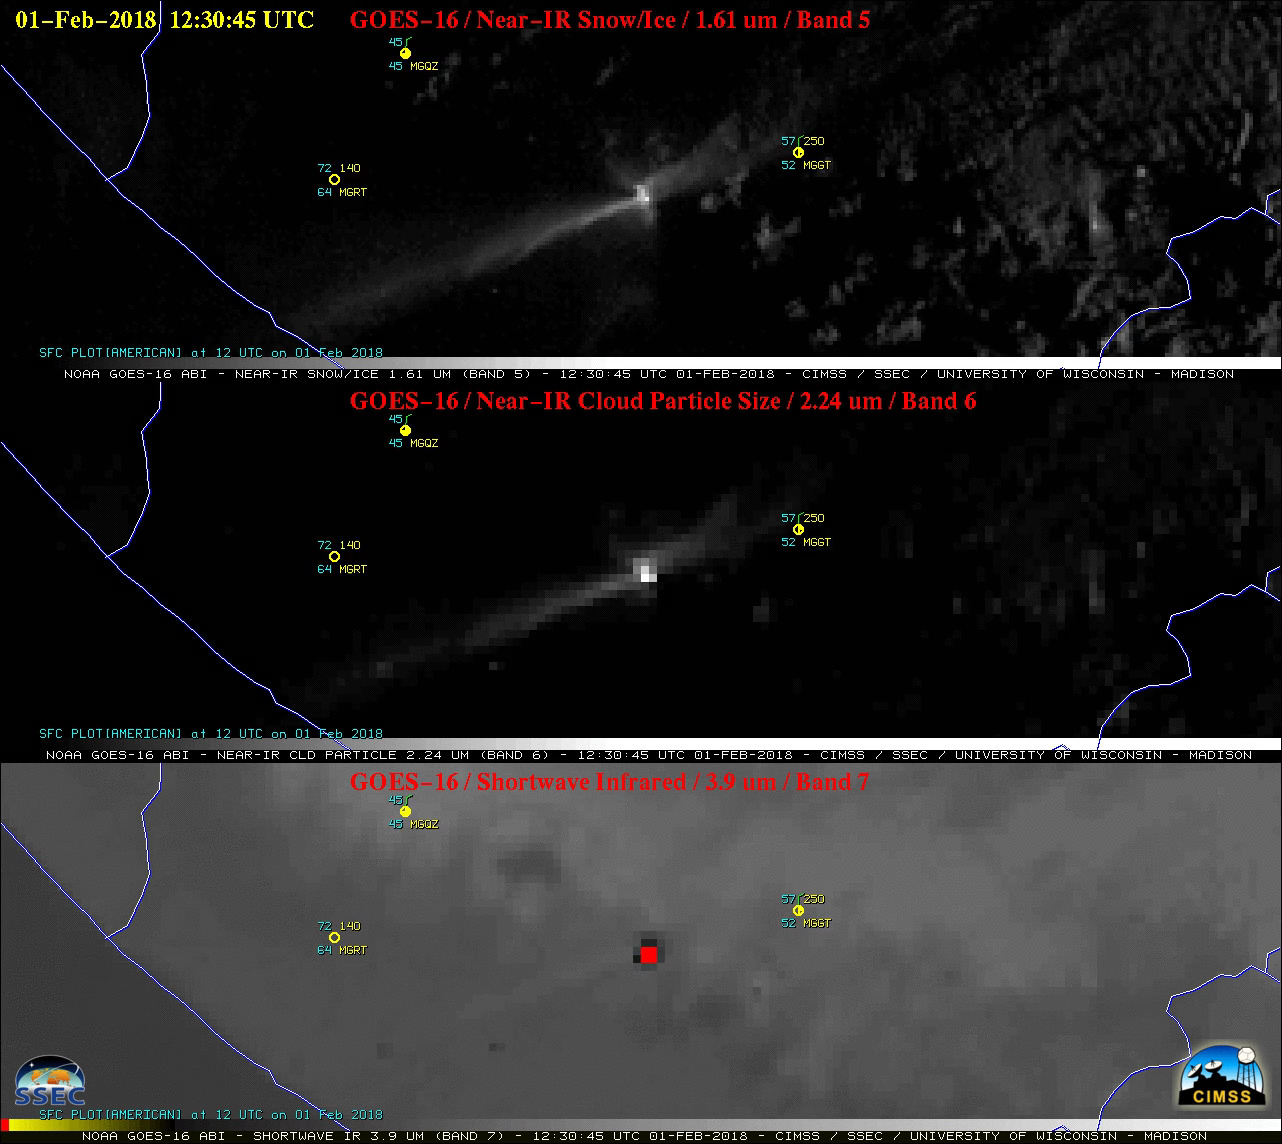 01-Feb-2018 12:30:45 UTC
GOES-16 / Near-IR Snow/Ice / 1.61 um / Band 5
45
45 MGQZ
57 250
52 MGGT
72 140
64 MGRT
SFC PLOT[AMERICAN] at 12 UTC on 01 Feb 2018
NOAA GOES-16 ABI - NEAR-IR SNOW/ICE 1.61 UM (BAND 5) - 12:30:45 UTC 01-FEB-2018 - CIMSS / SSEC / UNIVERSITY OF WISCONSIN - MADISON
GOES-16 / Near-IR Cloud Particle Size / 2.24 um / Band 6
45
45 MGQZ
57 250
52 MGGT
72 140
64 MGRT
SFC PLOT[AMERICAN] at 12 UTC on 01 Feb 2018
NOAA GOES-16 ABI - NEAR-IR CLD PARTICLE 2.24 UM (BAND 6) - 12:30:45 UTC 01-FEB-2018 - CIMSS / SSEC / UNIVERSITY OF WISCONSIN - MADISON
GOES-16 / Shortwave Infrared / 3.9 um / Band 7
45
45 MGQZ
57 250
52 MGGT
72 140
64 MGRT
SSEC
CIMSS
SFC PLOT[AMERICAN] at 12 UTC on 01 Feb 2018
NOAA GOES-16 ABI - SHORTWAVE IR 3.9 UM (BAND 7) - 12:30:45 UTC 01-FEB-2018 - CIMSS / SSEC / UNIVERSITY OF WISCONSIN - MADISON